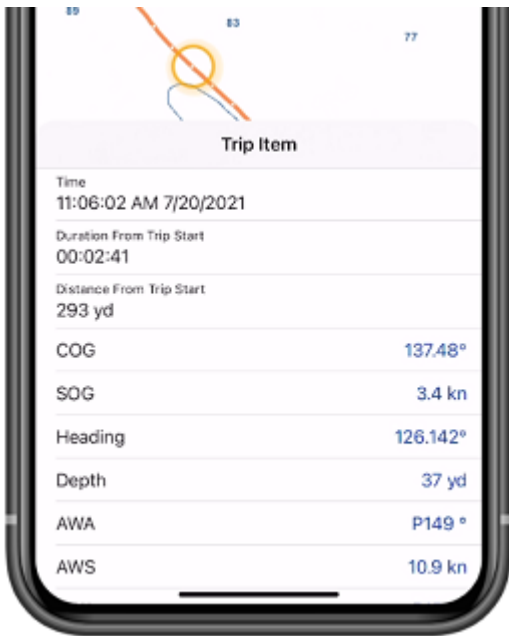 89
83
77
Trip Item
Time
11:06:02 AM 7/20/2021
Duration From Trip Start
00:02:41
Distance From Trip Start
293 yd
COG 137.48°
SOG 3.4 kn
Heading 126.142°
Depth 37 yd
AWA P149 °
AWS 10.9 kn